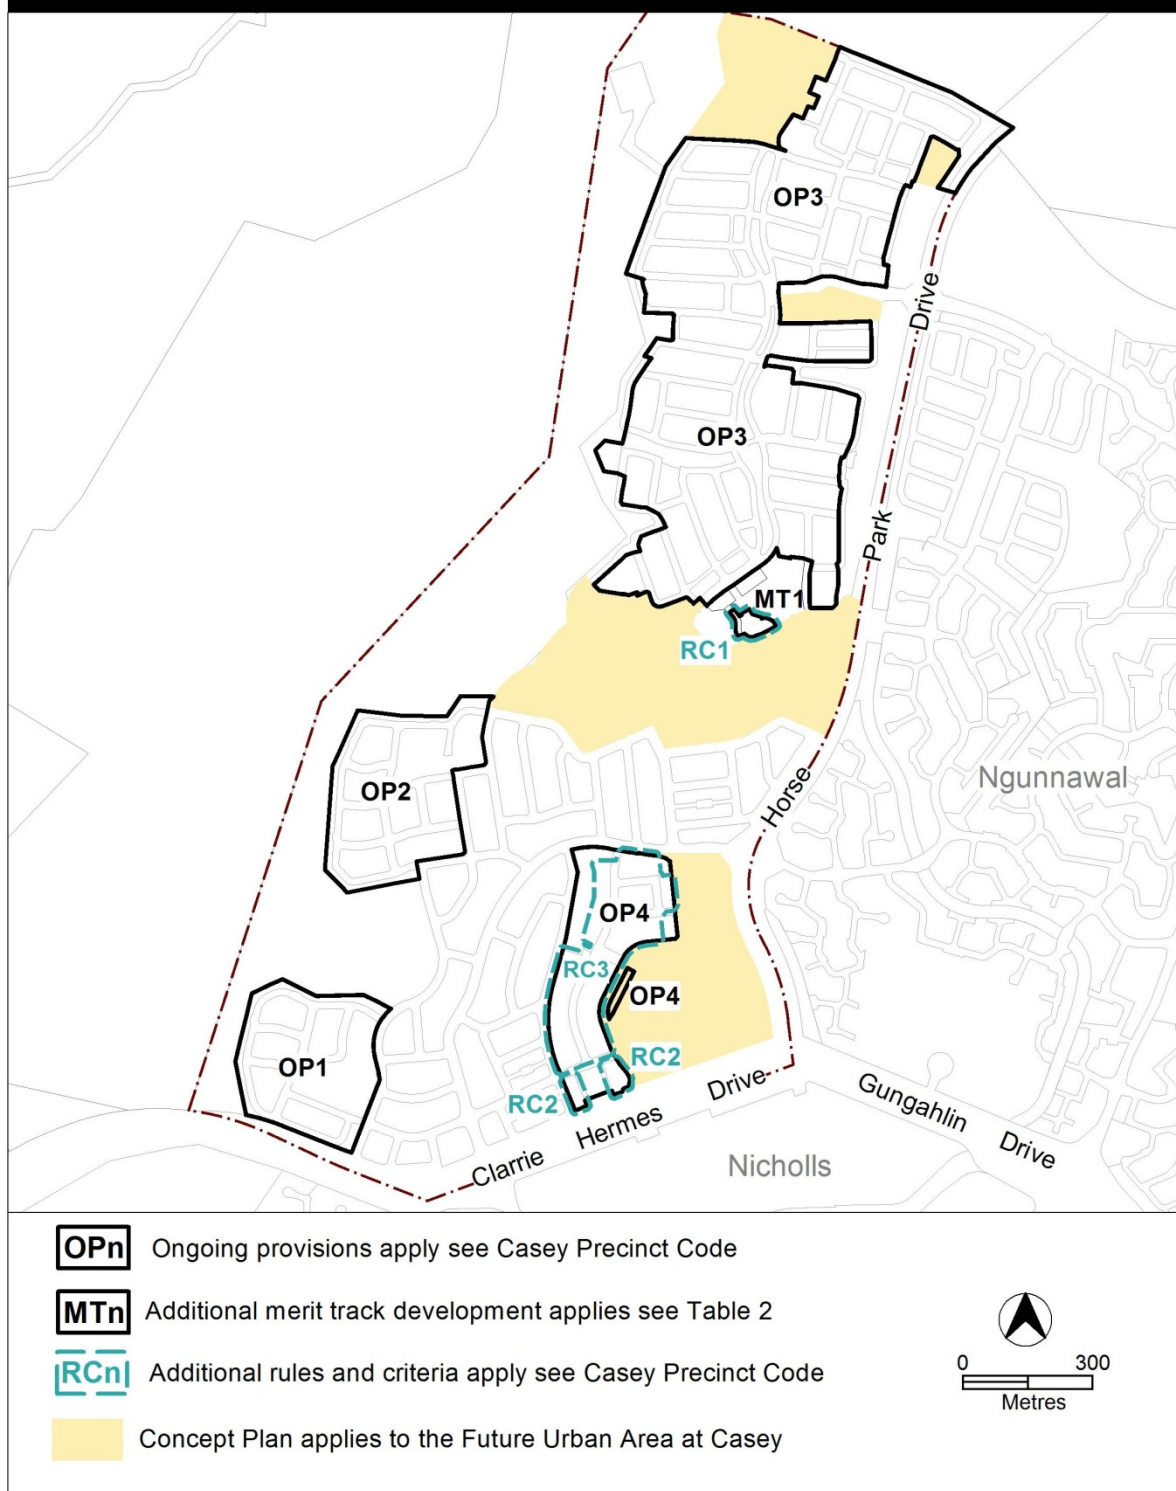 OP3
Drive
OP3
Park
MT1
RC1
Ngunnawal
Horse
OP2
OP4
RC3
OP4
OP1
RC2
RC2
Clarrie Hermes Drive
Gungahlin Drive
Nicholls
OPn Ongoing provisions apply see Casey Precinct Code
MTn Additional merit track development applies see Table 2
RCn Additional rules and criteria apply see Casey Precinct Code
Concept Plan applies to the Future Urban Area at Casey
0 300
Metres